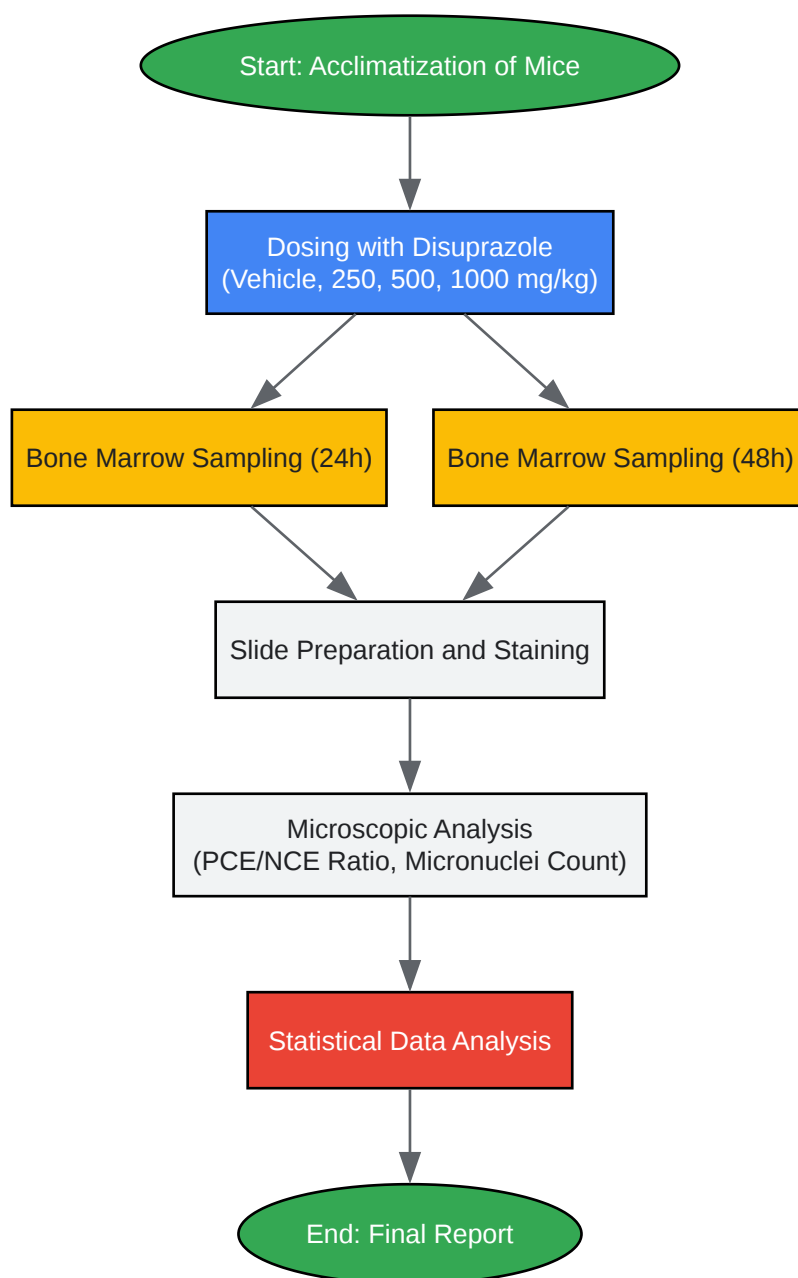 Start: Acclimatization of Mice
Dosing with Disuprazole
(Vehicle, 250, 500, 1000 mg/kg)
Bone Marrow Sampling (24h)
Bone Marrow Sampling (48h)
Slide Preparation and Staining
Microscopic Analysis
(PCE/NCE Ratio, Micronuclei Count)
Statistical Data Analysis
End: Final Report